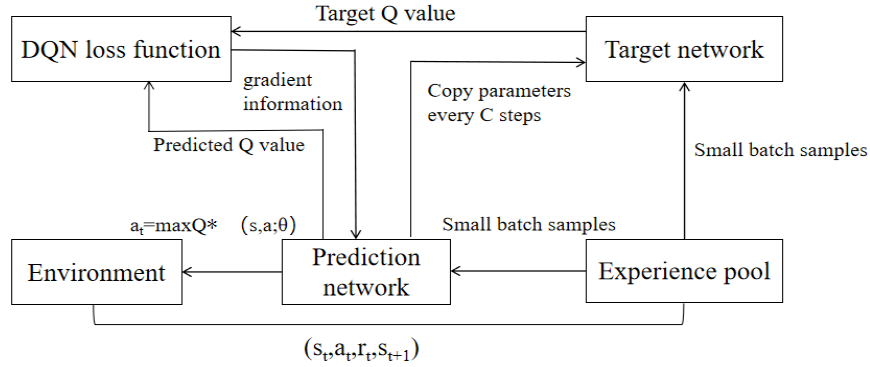 Target Q value
DQN loss function
Target network
gradient
information
Copy parameters
every C steps
Predicted Q value
Small batch samples
aₜ=maxQ* (s,a;θ)
Small batch samples
Environment
Prediction
network
Experience pool
(sₜ,aₜ,rₜ,sₜ₊₁)